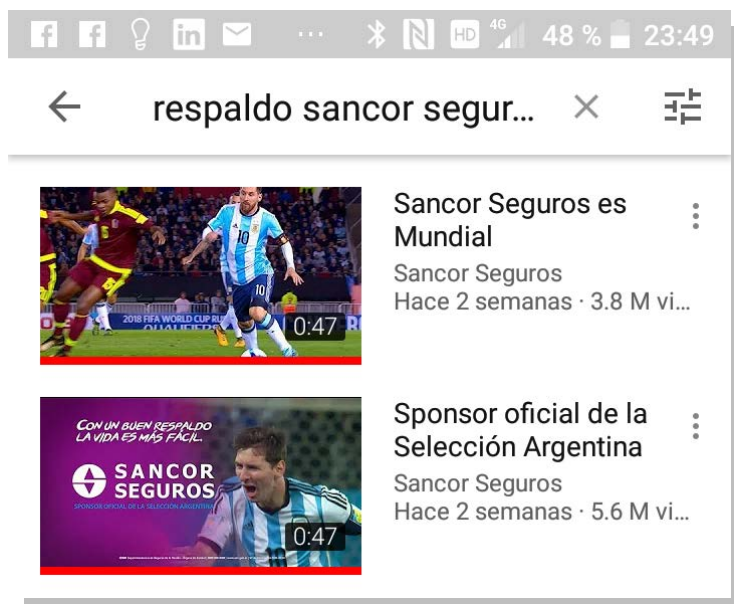 HD 4G 48 % 23:49
respaldo sancor segur...
2018 FIFA WORLD CUP RU
0:47
Sancor Seguros es
Mundial
Sancor Seguros
Hace 2 semanas · 3.8 M vi...
CON UN BUEN RESPALDO
LA VIDA ES MÁS FÁCIL.
SANCOR
SEGUROS
SPONSOR OFICIAL DE LA SELECCIÓN ARGENTINA
0:47
Sponsor oficial de la
Selección Argentina
Sancor Seguros
Hace 2 semanas · 5.6 M vi...